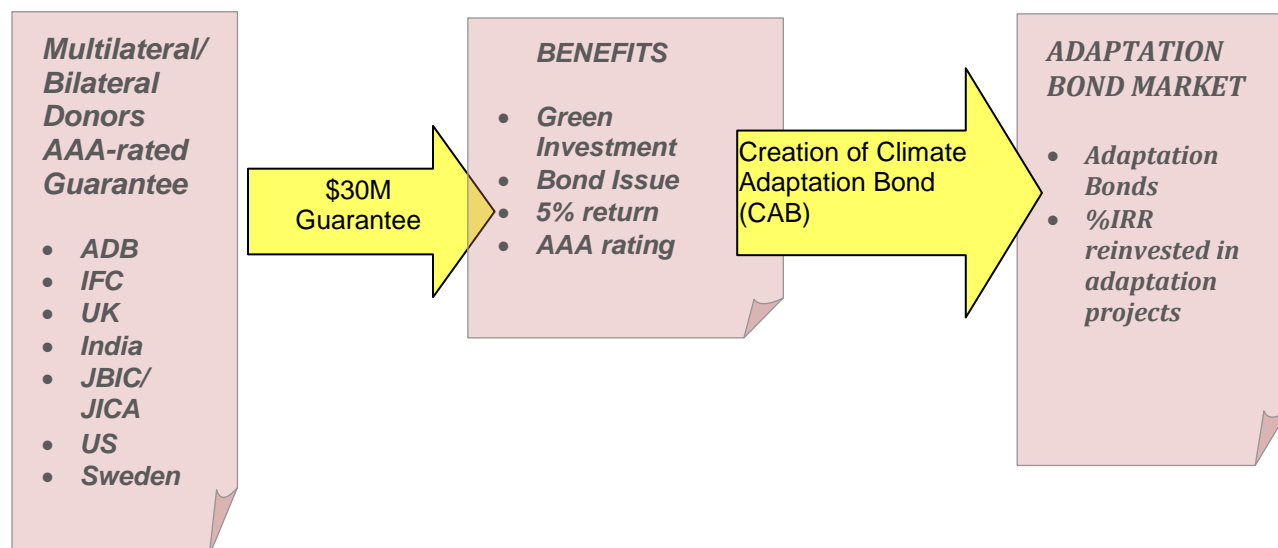 Multilateral/
Bilateral
Donors
AAA-rated
Guarantee
• ADB
• IFC
• UK
• India
• JBIC/
JICA
• US
• Sweden
$30M
Guarantee
BENEFITS
• Green
Investment
• Bond Issue
• 5% return
• AAA rating
Creation of Climate
Adaptation Bond
(CAB)
ADAPTATION
BOND MARKET
• Adaptation
Bonds
• %IRR
reinvested in
adaptation
projects